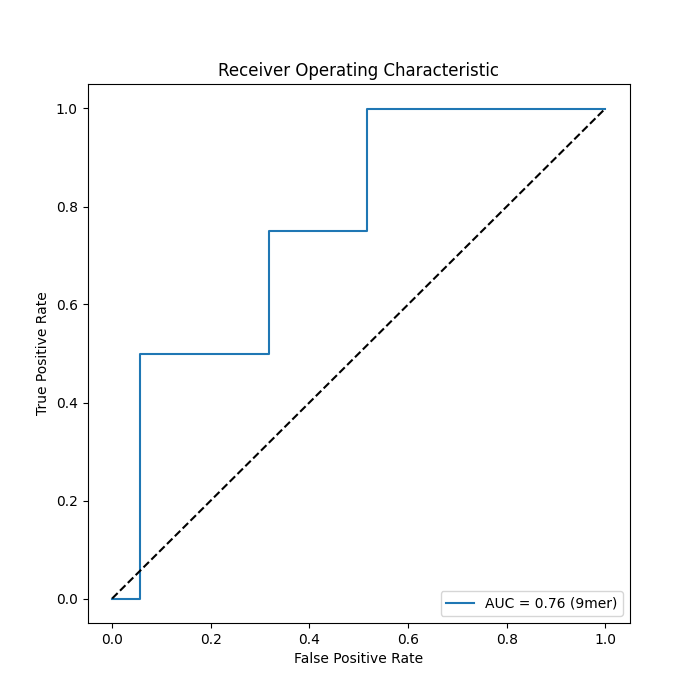 Receiver Operating Characteristic
1.0
0.8
0.6
0.4
0.2
0.0
True Positive Rate
0.0 0.2 0.4 0.6 0.8 1.0
False Positive Rate
AUC = 0.76 (9mer)